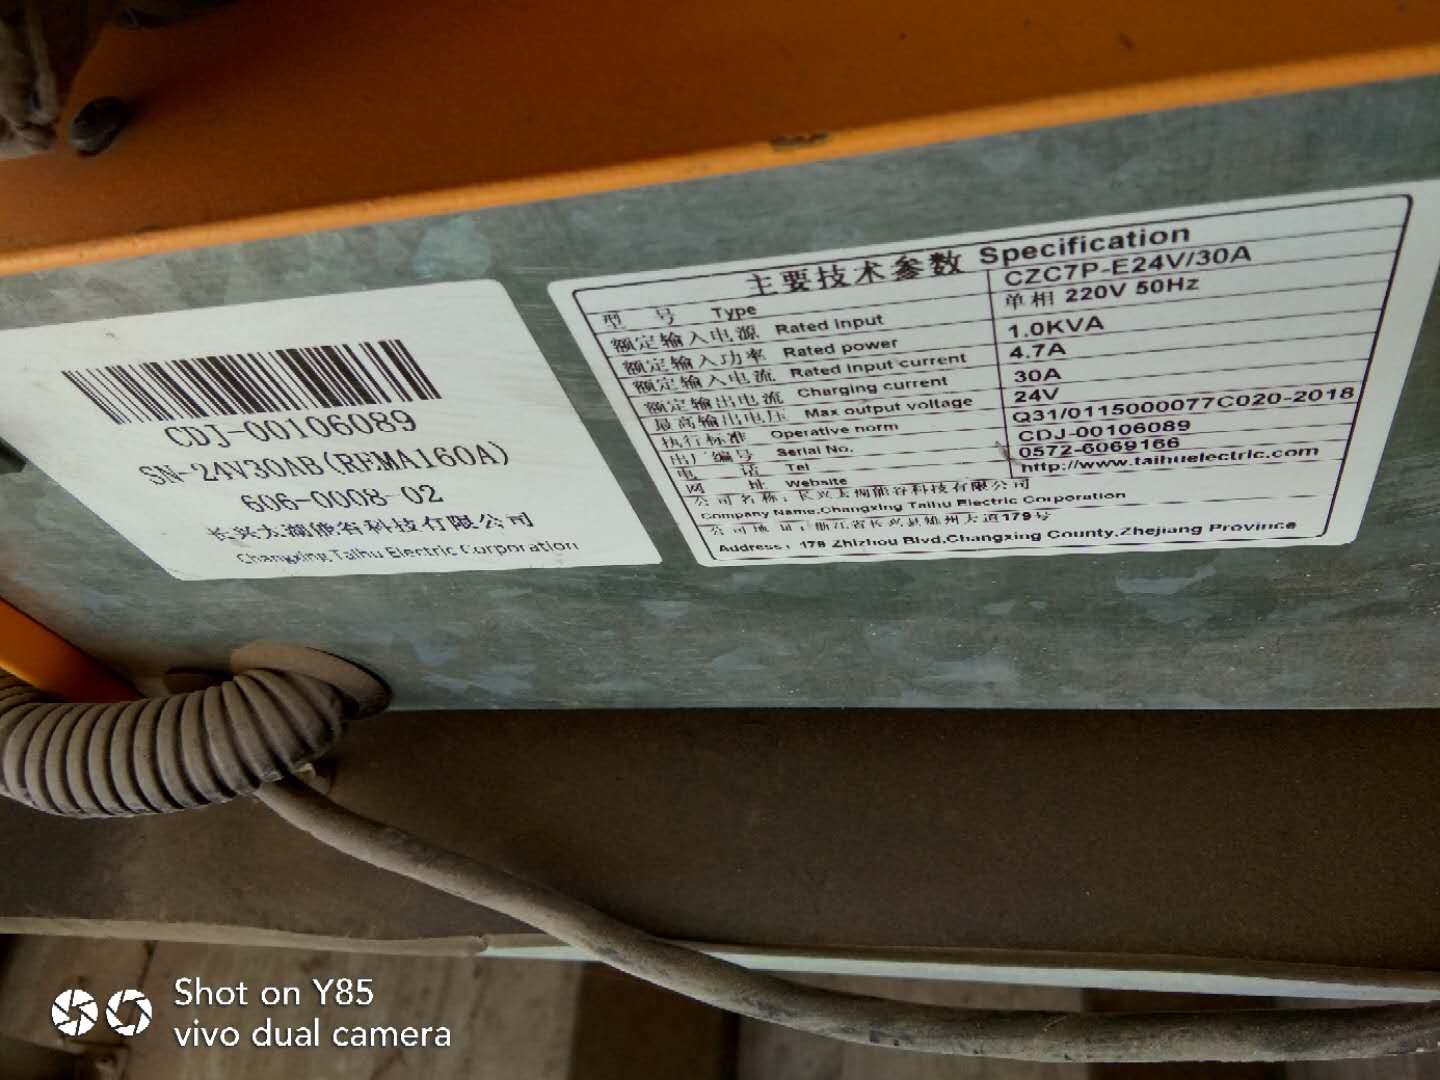 CDJ-00106089
SN-24V30AB(REMA160A)
606-0008-02
长兴太湖能谷科技有限公司
Changxing Taihu Electric Corporation
主要技术参数 Specification
型 号 Type CZC7P-E24V/30A
额定输入电源 Rated input 单相 220V 50Hz
额定输入功率 Rated power 1.0KVA
额定输入电流 Rated input current 4.7A
额定输出电流 Charging current 30A
最高输出电压 Max output voltage 24V
执行标准 Operative norm Q31/0115000077C020-2018
出厂编号 Serial No. CDJ-00106089
电 话 Tel 0572-6069166
网 址 Website http://www.taihuelectric.com
公司名称：长兴太湖能谷科技有限公司
Company Name.Changxing Taihu Electric Corporation
公司地址：浙江省长兴县雉州大道179号
Address： 179 Zhizhou Blvd,Changxing County,Zhejiang Province
Shot on Y85
vivo dual camera